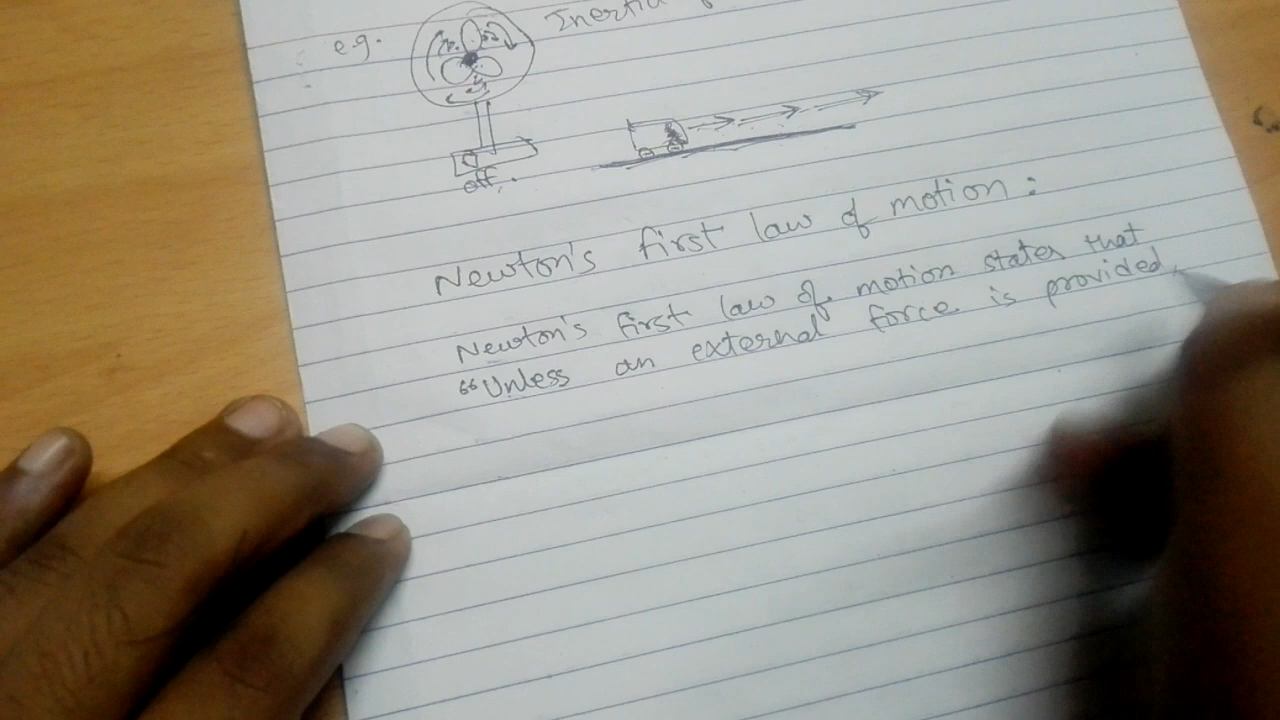 e.g. Inertia
off
Newton's first law of motion :
Newton's first law of motion states that
“Unless an external force is provided,